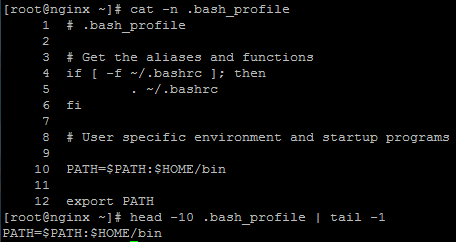 [root@nginx ~]# cat -n .bash_profile
     1  # .bash_profile
     2
     3  # Get the aliases and functions
     4  if [ -f ~/.bashrc ]; then
     5          . ~/.bashrc
     6  fi
     7
     8  # User specific environment and startup programs
     9
    10  PATH=$PATH:$HOME/bin
    11
    12  export PATH
[root@nginx ~]# head -10 .bash_profile | tail -1
PATH=$PATH:$HOME/bin